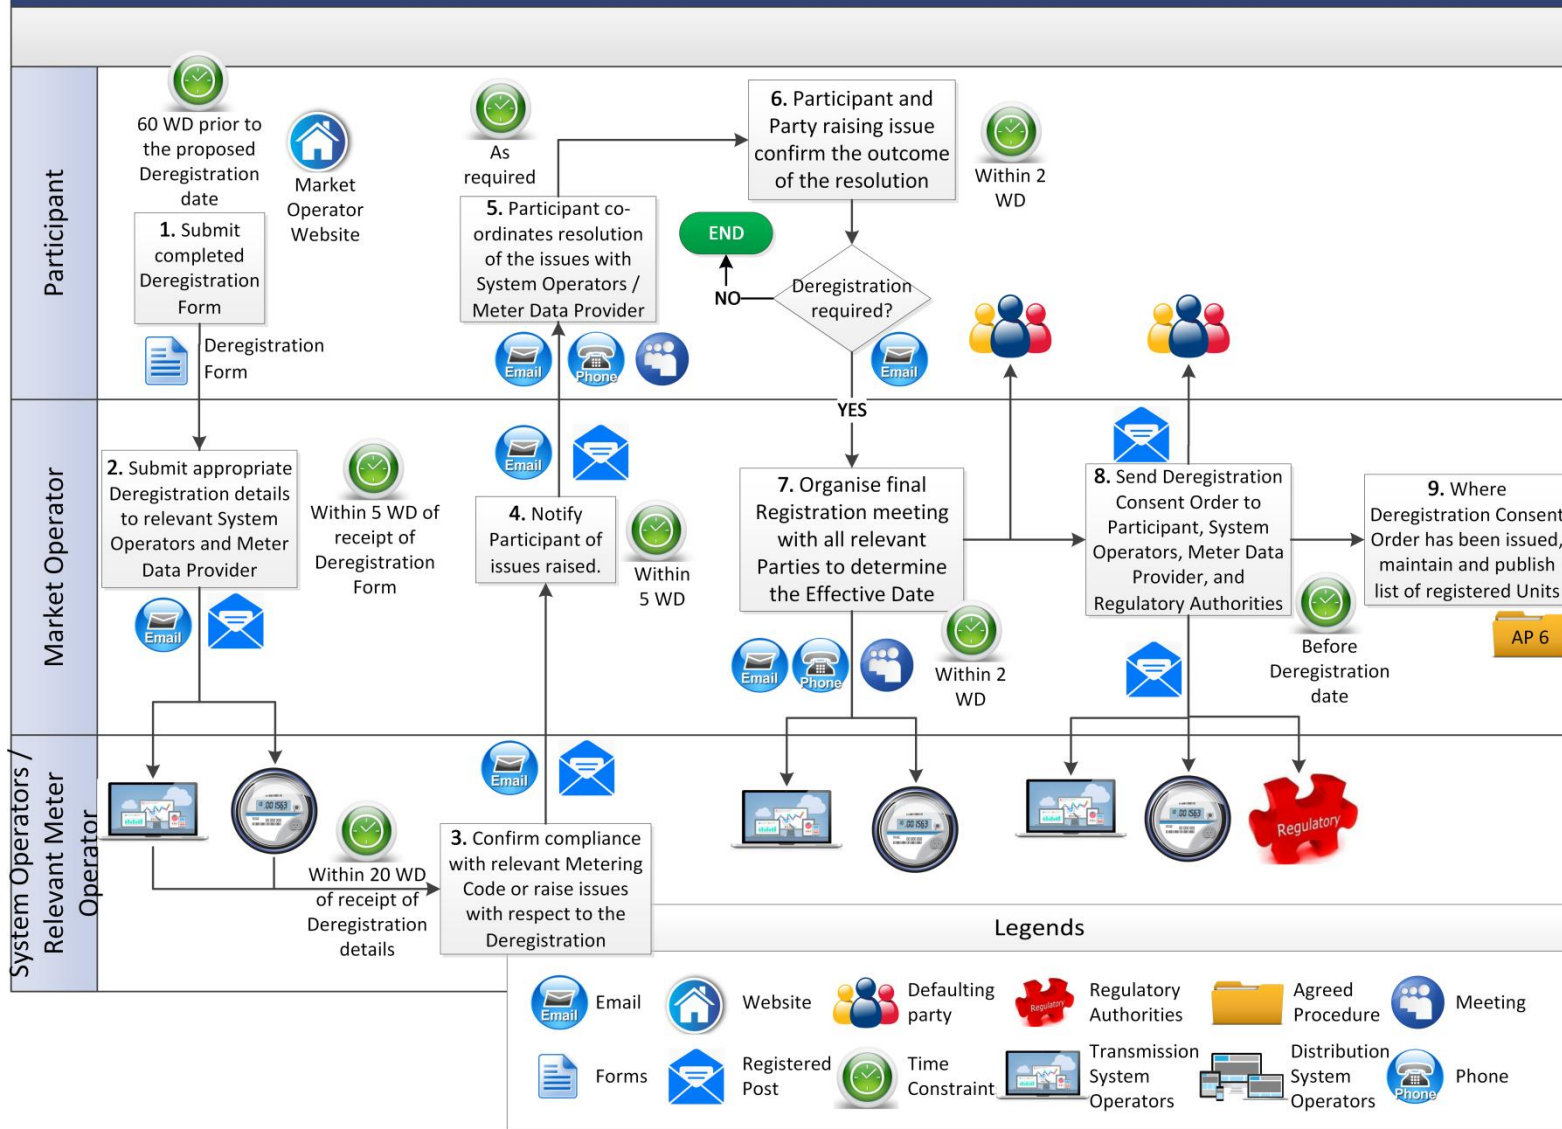 Participant
60 WD prior to
the proposed
Deregistration
date
Market
Operator
Website
1. Submit
completed
Deregistration
Form
Deregistration
Form
As
required
5. Participant co-
ordinates resolution
of the issues with
System Operators /
Meter Data Provider
Email
Phone
6. Participant and
Party raising issue
confirm the outcome
of the resolution
Within 2
WD
END
NO
Deregistration
required?
Email
YES
Market Operator
2. Submit appropriate
Deregistration details
to relevant System
Operators and Meter
Data Provider
Within 5 WD of
receipt of
Deregistration
Form
Email
Email
4. Notify
Participant of
issues raised.
Within
5 WD
7. Organise final
Registration meeting
with all relevant
Parties to determine
the Effective Date
Email
Phone
Within 2
WD
8. Send Deregistration
Consent Order to
Participant, System
Operators, Meter Data
Provider, and
Regulatory Authorities
Before
Deregistration
date
9. Where
Deregistration Consent
Order has been issued,
maintain and publish
list of registered Units
AP 6
System Operators /
Relevant Meter
Operator
Within 20 WD
of receipt of
Deregistration
details
Email
3. Confirm compliance
with relevant Metering
Code or raise issues
with respect to the
Deregistration
Regulatory
Legends
Email
Email
Website
Defaulting
party
Regulatory
Regulatory
Authorities
Agreed
Procedure
Meeting
Forms
Registered
Post
Time
Constraint
Transmission
System
Operators
Distribution
System
Operators
Phone
Phone